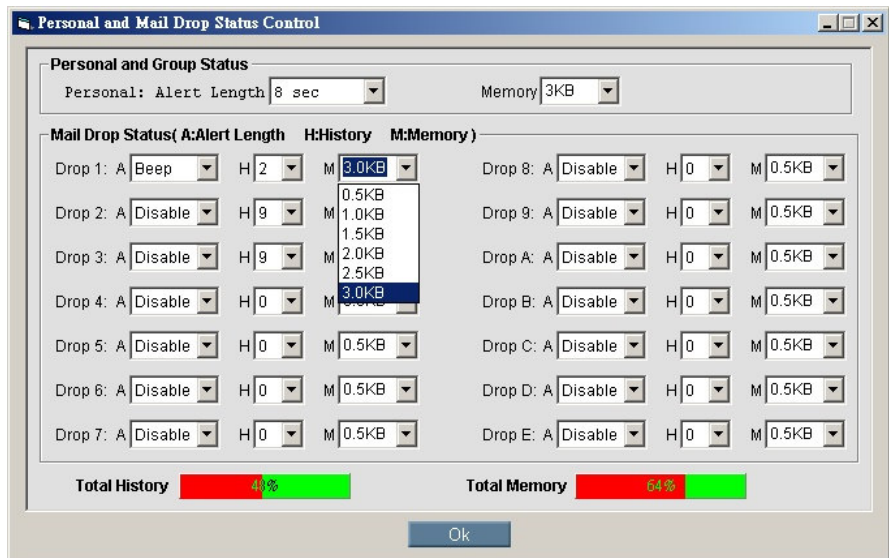 Personal and Mail Drop Status Control
Personal and Group Status
Personal: Alert Length 8 sec Memory 3KB
Mail Drop Status( A:Alert Length H:History M:Memory )
Drop 1: A Beep H 2 M 3.0KB Drop 8: A Disable H 0 M 0.5KB
0.5KB
Drop 2: A Disable H 9 M 1.0KB Drop 9: A Disable H 0 M 0.5KB
1.5KB
Drop 3: A Disable H 9 M 2.0KB Drop A: A Disable H 0 M 0.5KB
2.5KB
3.0KB
Drop 4: A Disable H 0 M Drop B: A Disable H 0 M 0.5KB
Drop 5: A Disable H 0 M 0.5KB Drop C: A Disable H 0 M 0.5KB
Drop 6: A Disable H 0 M 0.5KB Drop D: A Disable H 0 M 0.5KB
Drop 7: A Disable H 0 M 0.5KB Drop E: A Disable H 0 M 0.5KB
Total History 48% Total Memory 64%
Ok